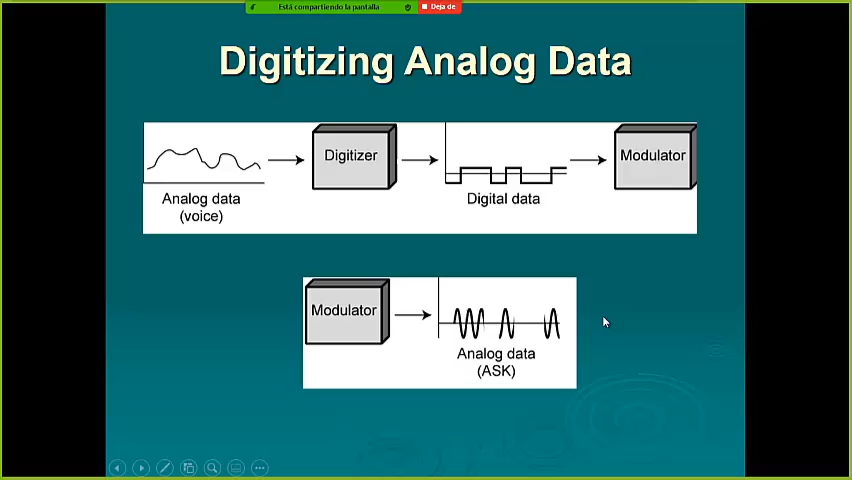 Está compartiendo la pantalla
Deja de
Digitizing Analog Data
Digitizer
Modulator
Analog data
(voice)
Digital data
Modulator
Analog data
(ASK)